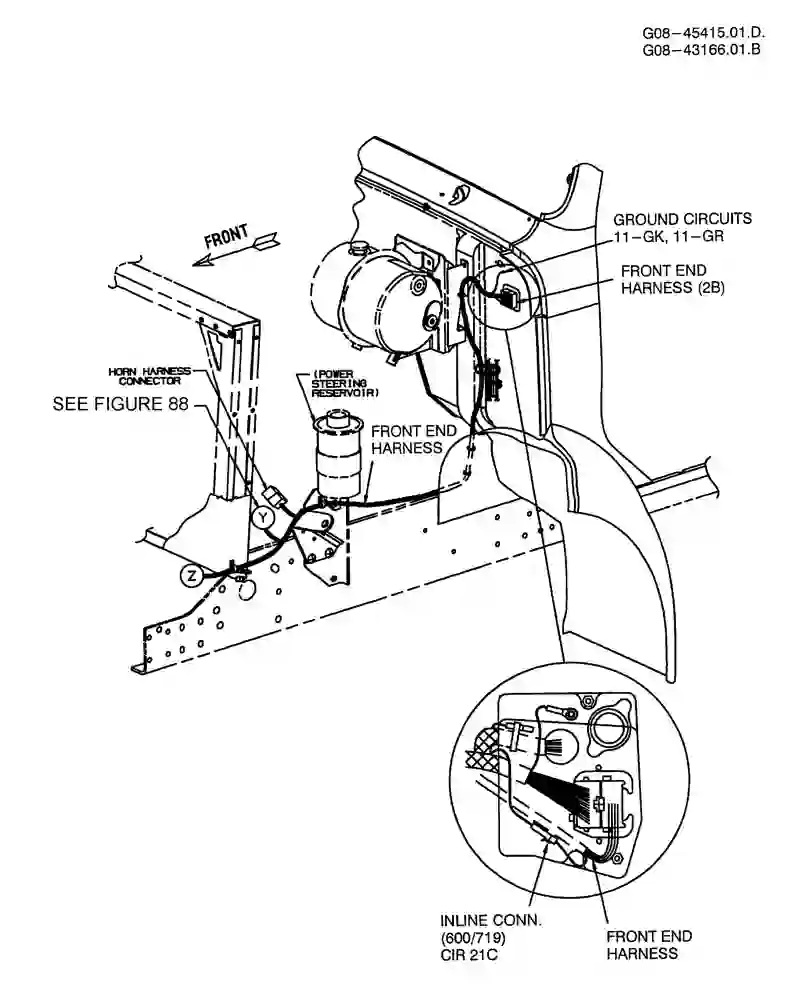 G08-45415.01.D.
G08-43166.01.B
GROUND CIRCUITS
11-GK, 11-GR
FRONT
FRONT END
HARNESS (2B)
HORN HARNESS
CONNECTOR
(POWER
STEERING
RESERVOIR)
SEE FIGURE 88
FRONT END
HARNESS
Y
Z
INLINE CONN.
(600/719)
CIR 21C
FRONT END
HARNESS